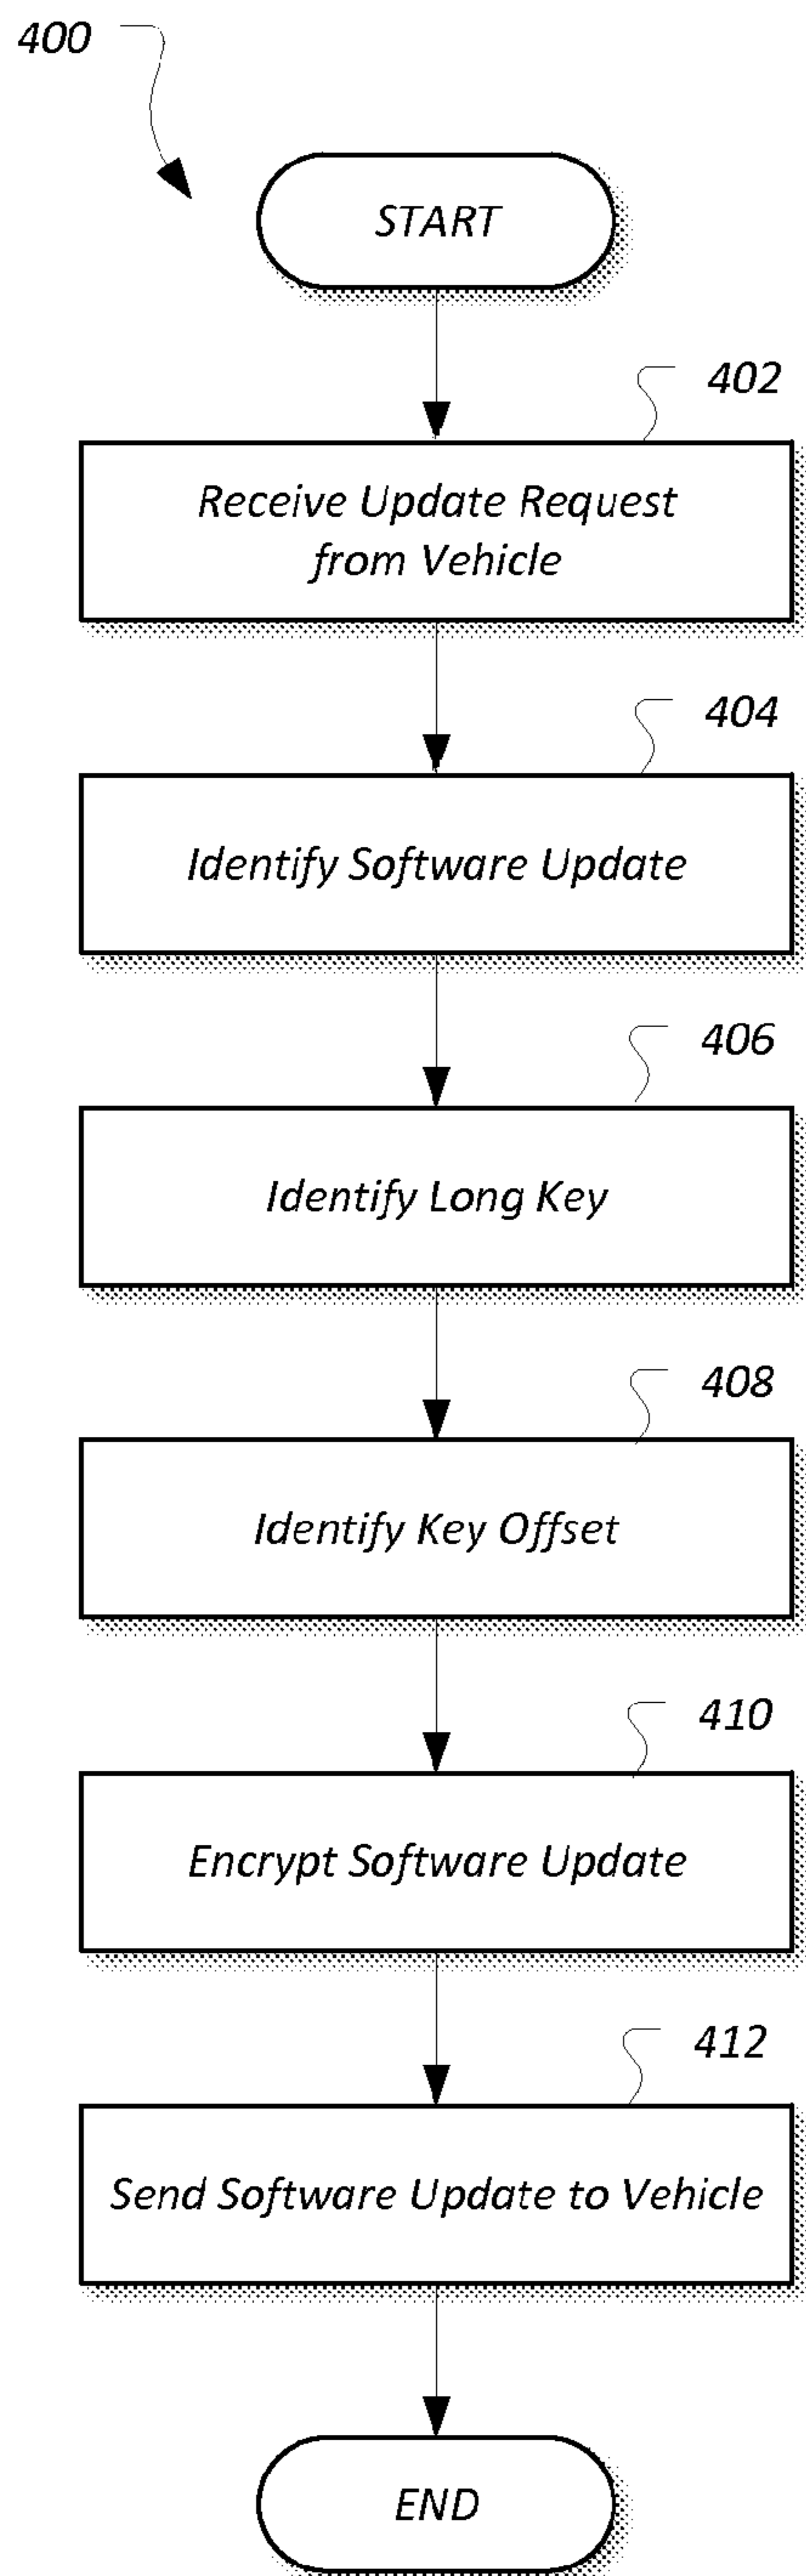 400
START
402
Receive Update Request
from Vehicle
404
Identify Software Update
406
Identify Long Key
408
Identify Key Offset
410
Encrypt Software Update
412
Send Software Update to Vehicle
END